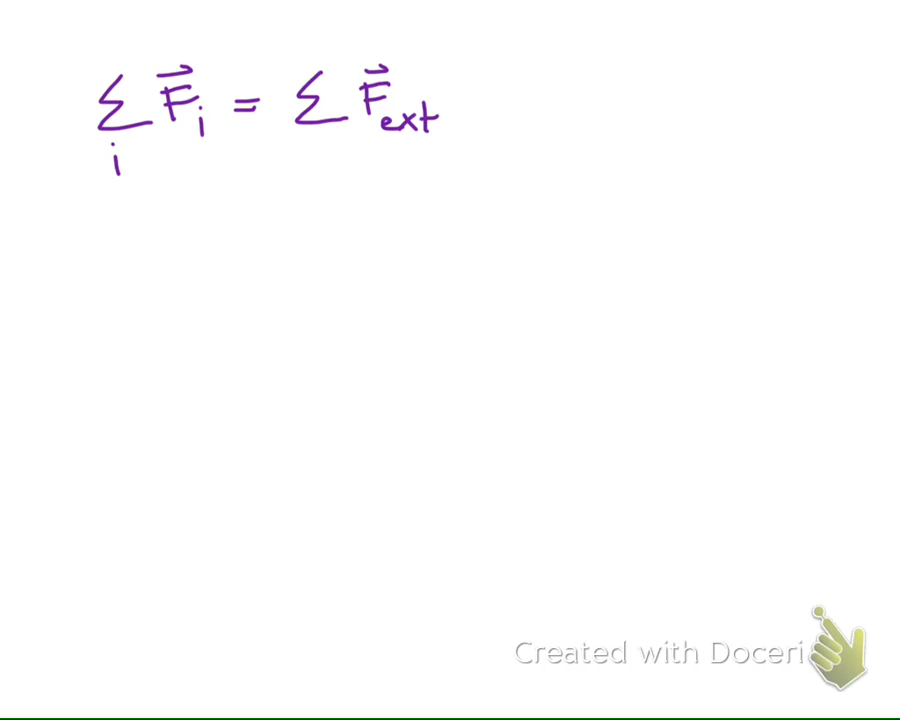 ∑ F⃗ᵢ = ∑ F⃗ₑₓₜ
i
Created with Doceri